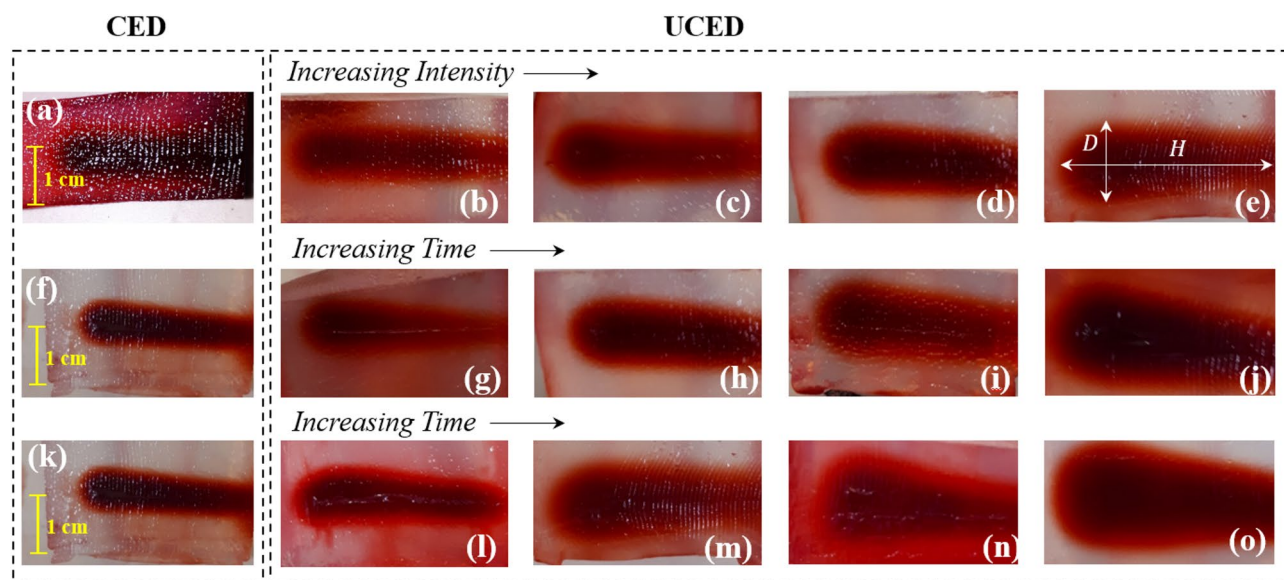 CED UCED
Increasing Intensity
(a) 1 cm (b) (c) (d) D H (e)
Increasing Time
(f) 1 cm (g) (h) (i) (j)
Increasing Time
(k) 1 cm (l) (m) (n) (o)